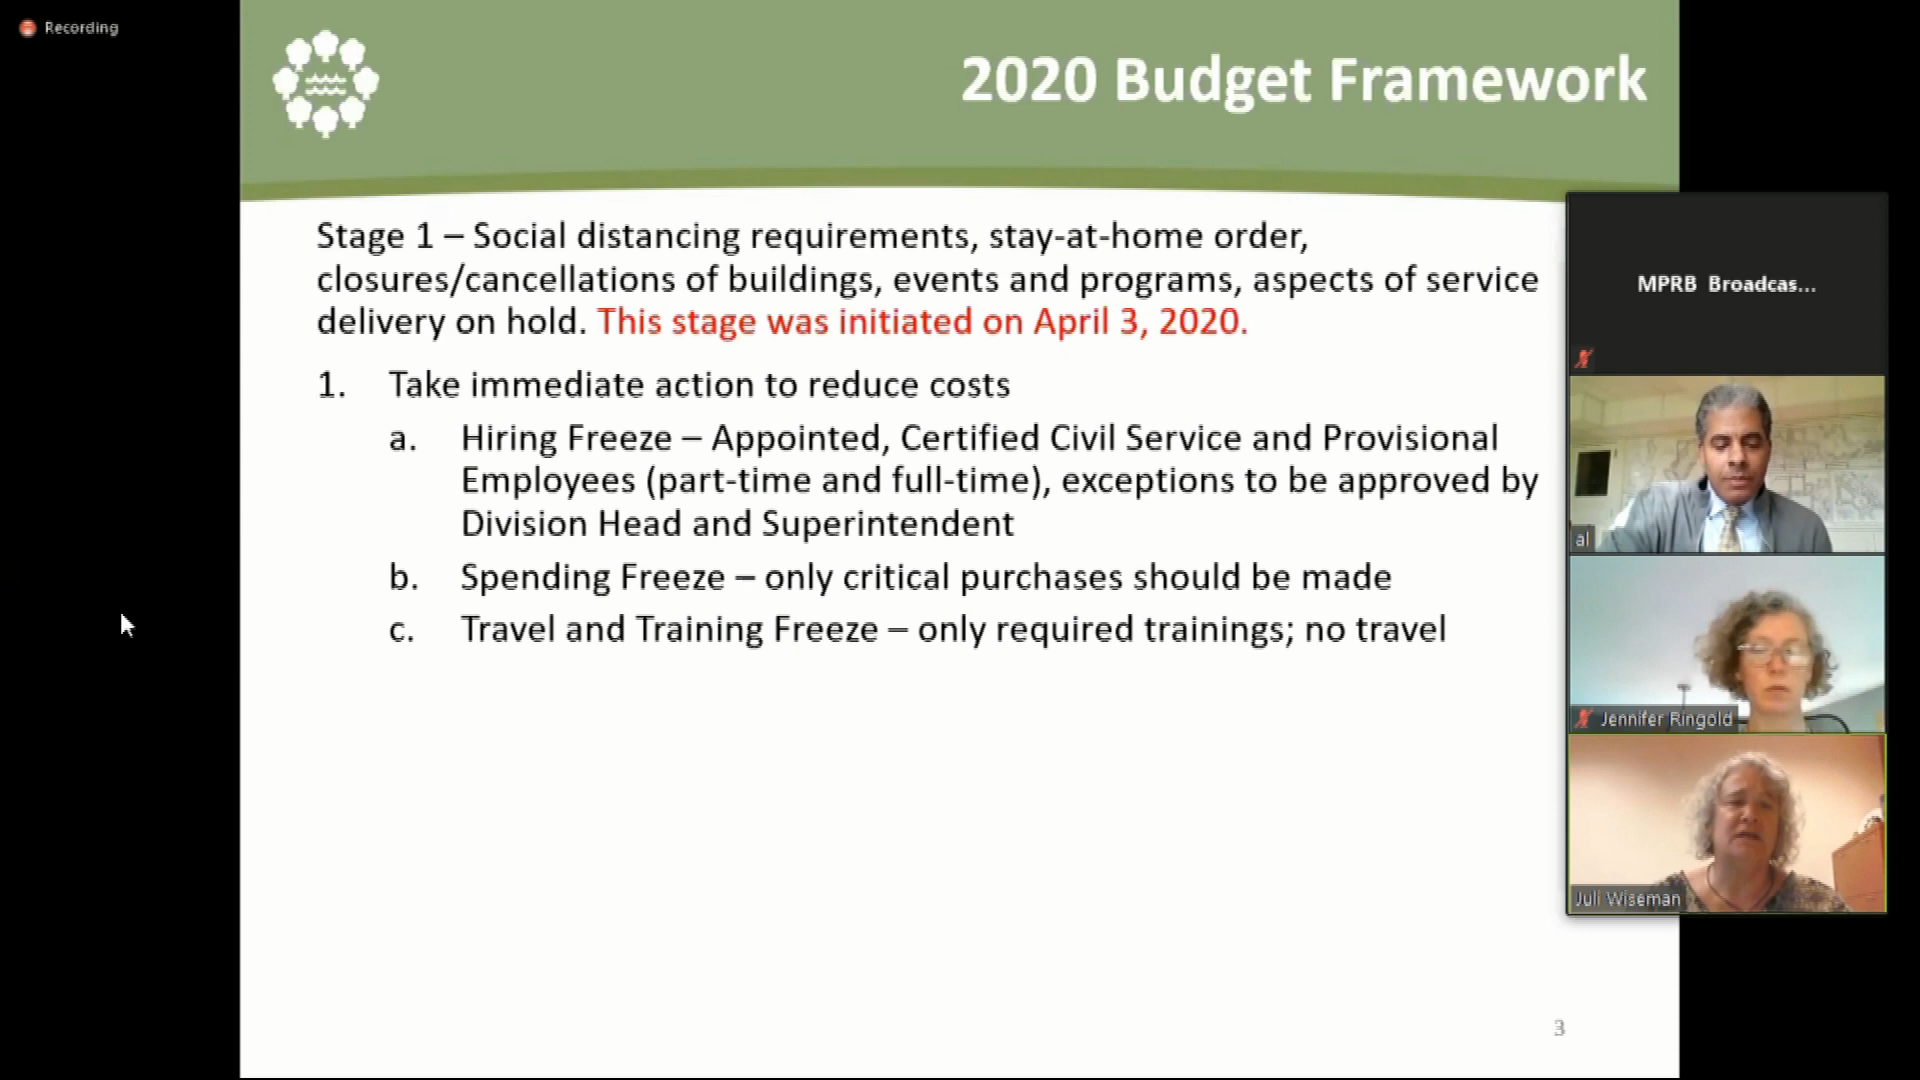 Recording
2020 Budget Framework
Stage 1 – Social distancing requirements, stay-at-home order,
closures/cancellations of buildings, events and programs, aspects of service
delivery on hold. This stage was initiated on April 3, 2020.
1. Take immediate action to reduce costs
a. Hiring Freeze – Appointed, Certified Civil Service and Provisional
Employees (part-time and full-time), exceptions to be approved by
Division Head and Superintendent
b. Spending Freeze – only critical purchases should be made
c. Travel and Training Freeze – only required trainings; no travel
3
MPRB Broadcas...
al
Jennifer Ringold
Juli Wiseman